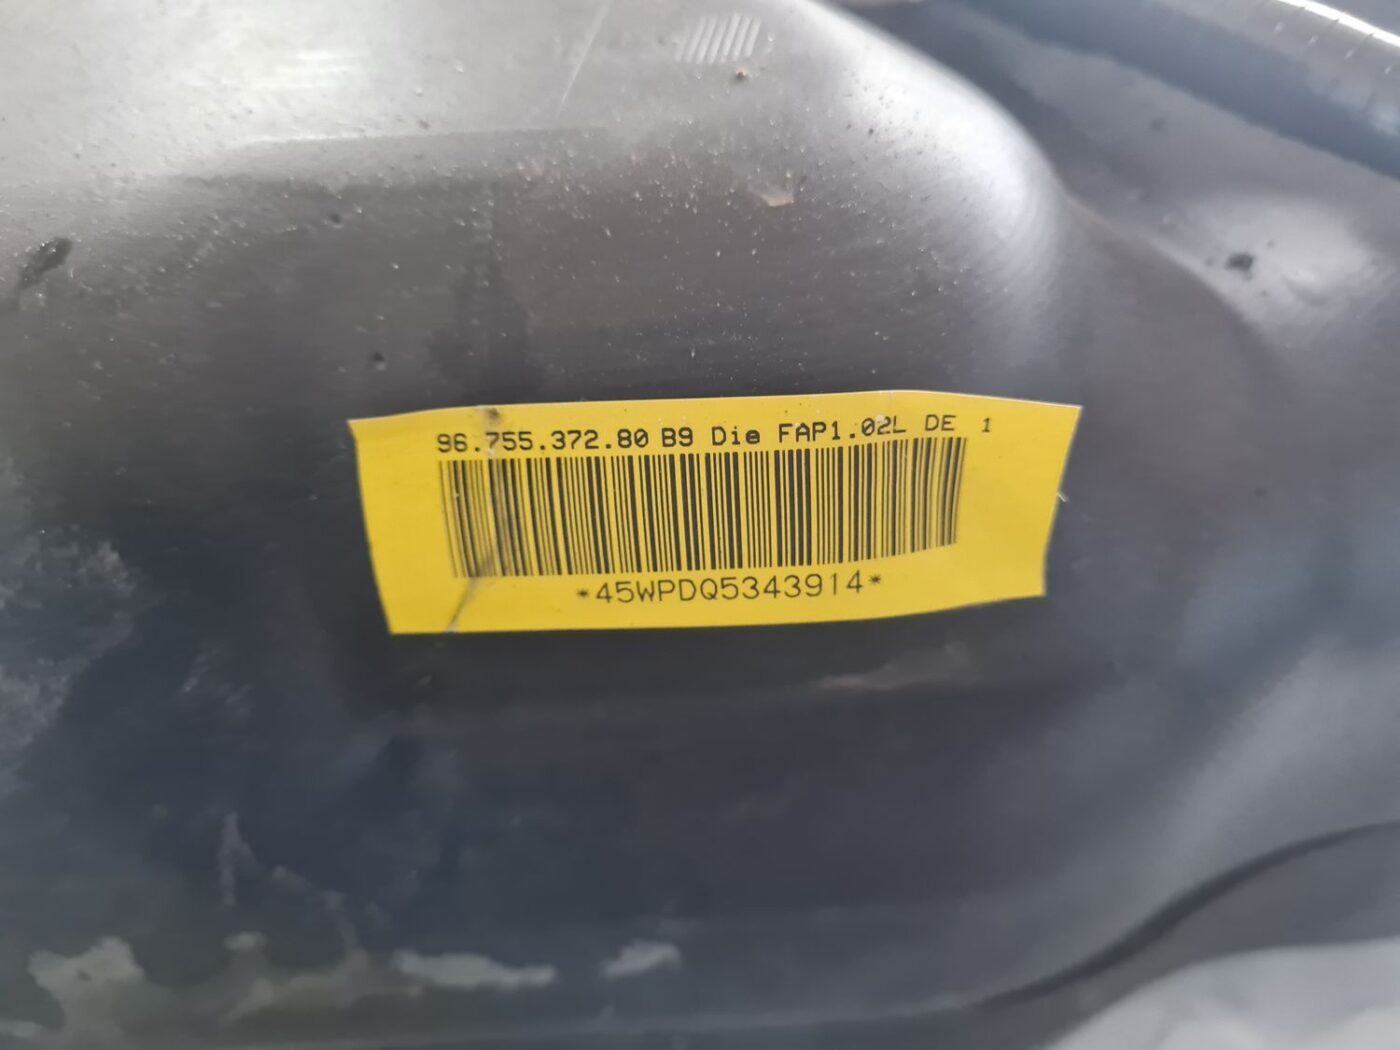 96.755.372.80 B9 Die FAP1.02L DE 1
*45WPDQ5343914*